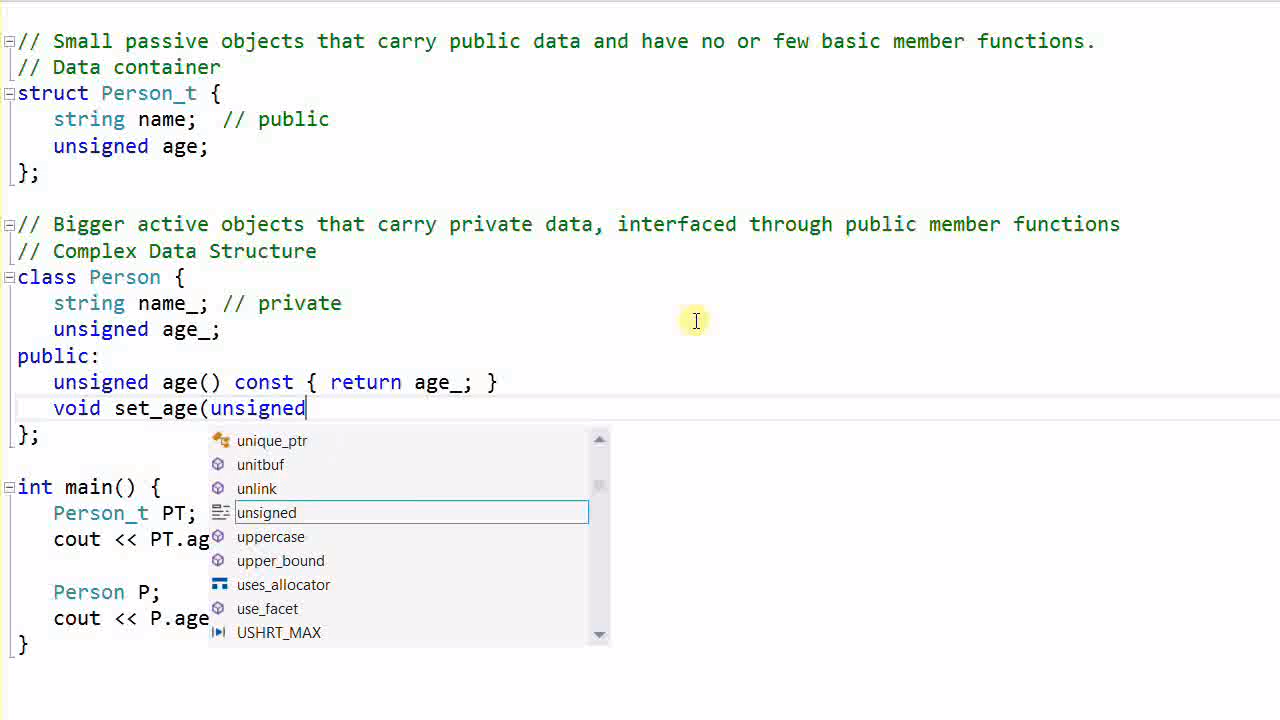 // Small passive objects that carry public data and have no or few basic member functions.
// Data container
struct Person_t {
string name;  // public
unsigned age;
};
// Bigger active objects that carry private data, interfaced through public member functions
// Complex Data Structure
class Person {
string name_; // private
unsigned age_;
public:
unsigned age() const { return age_; }
void set_age(unsigned
};
unique_ptr
unitbuf
unlink
unsigned
uppercase
upper_bound
uses_allocator
use_facet
USHRT_MAX
int main() {
Person_t PT;
cout << PT.ag
Person P;
cout << P.age
}